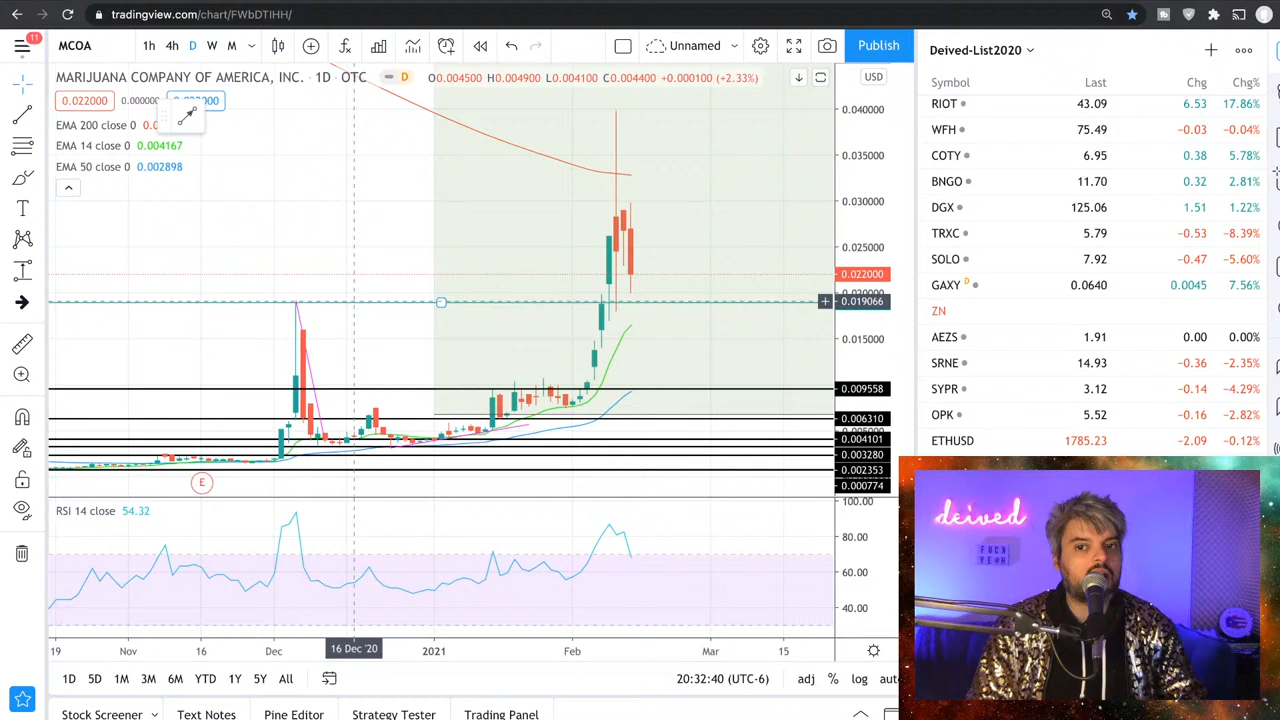 tradingview.com/chart/FWbDTIHH/
11
MCOA
1h 4h D W M
Unnamed
Publish
MARIJUANA COMPANY OF AMERICA, INC. · 1D · OTC
D
O0.004500 H0.004900 L0.004100 C0.004400 +0.000100 (+2.33%)
USD
0.022000
0.000000
EMA 200 close 0
EMA 14 close 0 0.004167
EMA 50 close 0 0.002898
0.040000
0.035000
0.030000
0.025000
0.022000
0.019066
0.015000
0.009558
0.006310
0.004101
0.003280
0.002353
0.000774
E
RSI 14 close 54.32
100.00
80.00
60.00
40.00
19 Nov 16 Dec 16 Dec '20 2021 Feb Mar 15
1D 5D 1M 3M 6M YTD 1Y 5Y All
20:32:40 (UTC-6)
adj % log
Stock Screener Text Notes Pine Editor Strategy Tester Trading Panel
Deived-List2020
Symbol Last Chg Chg%
RIOT 43.09 6.53 17.86%
WFH 75.49 −0.03 −0.04%
COTY 6.95 0.38 5.78%
BNGO 11.70 0.32 2.81%
DGX 125.06 1.51 1.22%
TRXC 5.79 −0.53 −8.39%
SOLO 7.92 −0.47 −5.60%
GAXY D 0.0640 0.0045 7.56%
ZN
AEZS 1.91 0.00 0.00%
SRNE 14.93 −0.36 −2.35%
SYPR 3.12 −0.14 −4.29%
OPK 5.52 −0.16 −2.82%
ETHUSD 1785.23 −2.09 −0.12%
deived
FUCK
YEAH